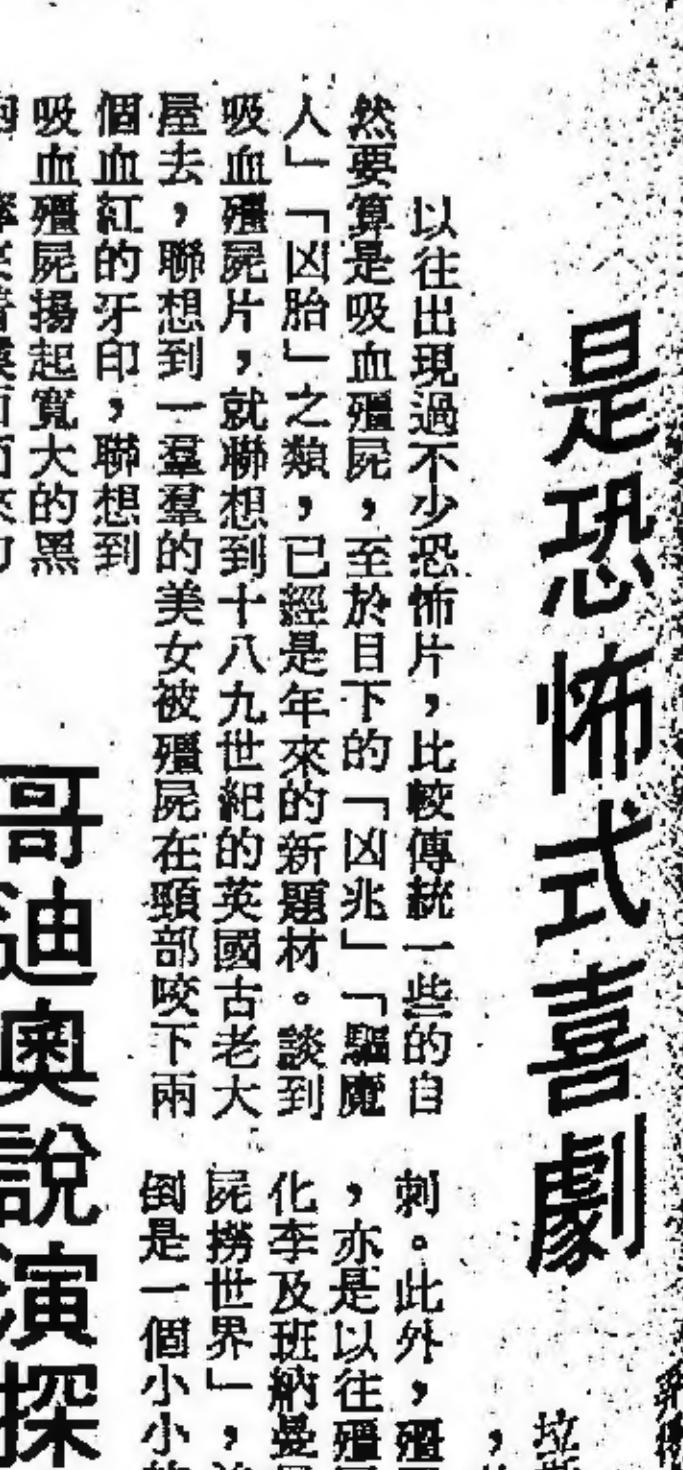 是恐怖式喜劇
以往出現過不少恐怖片，比較傳統一些的自
然要算是吸血殭屍，至於目下的「凶兆」「驅魔
人」「凶胎」之類，已經是年來的新題材。談到
吸血殭屍片，就聯想到十八九世紀的英國古老大
屋去，聯想到一羣羣的美女被殭屍在頸部咬下兩
個血紅的牙印，聯想到
吸血殭屍揚起寬大的黑
刺。此外，殭
，亦是以往殭
化李及班納曼
屍撈世界」，
倒是一個小小
哥迪奧說演探